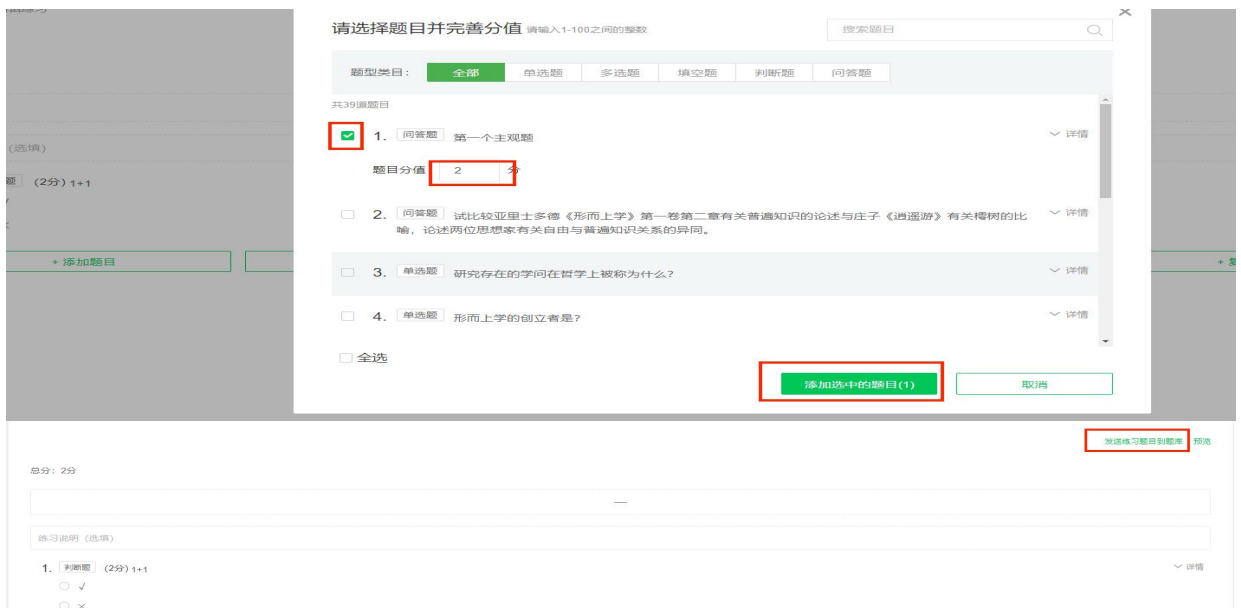 请选择题目并完善分值 请输入1-100之间的整数
搜索题目
题型类目： 全部 单选题 多选题 填空题 判断题 问答题
共39道题目
1. 问答题 第一个主观题 详情
题目分值 2 分
2. 问答题 试比较亚里士多德《形而上学》第一卷第二章有关普遍知识的论述与庄子《逍遥游》有关樗树的比 详情
喻，论述两位思想家有关自由与普遍知识关系的异同。
3. 单选题 研究存在的学问在哲学上被称为什么? 详情
4. 单选题 形而上学的创立者是? 详情
全选
添加选中的题目(1) 取消
(选填)
题 (2分) 1+1
+ 添加题目
发送练习题目到题库 预览
总分：2分
—
练习说明 (选填)
1. 判断题 (2分) 1+1 详情
√
×